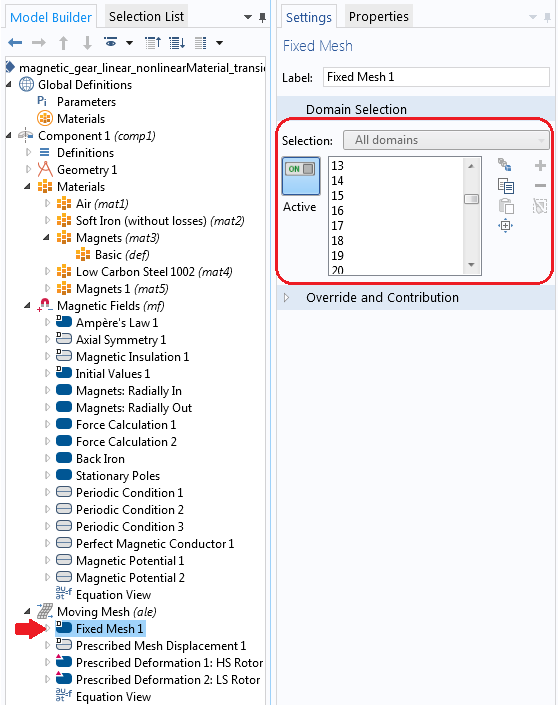 Model Builder
Selection List
magnetic_gear_linear_nonlinearMaterial_transie
Global Definitions
Pi Parameters
Materials
Component 1 (comp1)
Definitions
Geometry 1
Materials
Air (mat1)
Soft Iron (without losses) (mat2)
Magnets (mat3)
Basic (def)
Low Carbon Steel 1002 (mat4)
Magnets 1 (mat5)
Magnetic Fields (mf)
D Ampère's Law 1
D Axial Symmetry 1
D Magnetic Insulation 1
D Initial Values 1
Magnets: Radially In
Magnets: Radially Out
Force Calculation 1
Force Calculation 2
Back Iron
Stationary Poles
Periodic Condition 1
Periodic Condition 2
Periodic Condition 3
Perfect Magnetic Conductor 1
Magnetic Potential 1
Magnetic Potential 2
Equation View
Moving Mesh (ale)
D Fixed Mesh 1
D Prescribed Mesh Displacement 1
Prescribed Deformation 1: HS Rotor
Prescribed Deformation 2: LS Rotor
Equation View
Settings
Properties
Fixed Mesh
Label: Fixed Mesh 1
Domain Selection
Selection: All domains
ON
Active
13
14
15
16
17
18
19
20
Override and Contribution